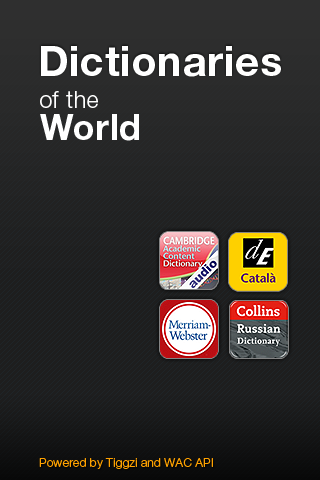 Dictionaries
of the
World
CAMBRIDGE
Academic
Content
Dictionary
audio
dE
Català
Merriam-
Webster
Collins
Russian
Dictionary
Powered by Tiggzi and WAC API